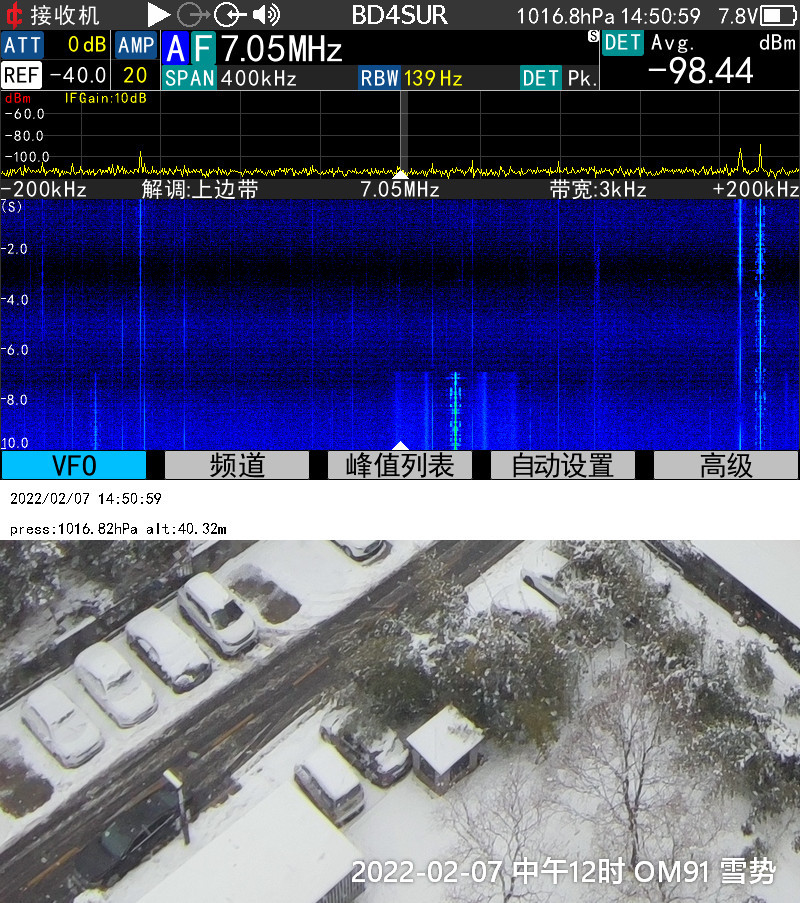 接收机 BD4SUR 1016.8hPa 14:50:59 7.8V
ATT 0dB AMP A F 7.05MHz S DET Avg. dBm
REF -40.0 20 SPAN 400kHz RBW 139Hz DET Pk. -98.44
dBm IFGain:10dB
-60.0
-80.0
-100.0
-200kHz 解调:上边带 7.05MHz 带宽:3kHz +200kHz
(S)
-2.0
-4.0
-6.0
-8.0
10.0
VFO 频道 峰值列表 自动设置 高级
2022/02/07 14:50:59
press:1016.82hPa alt:40.32m
2022-02-07 中午12时 OM91 雪势